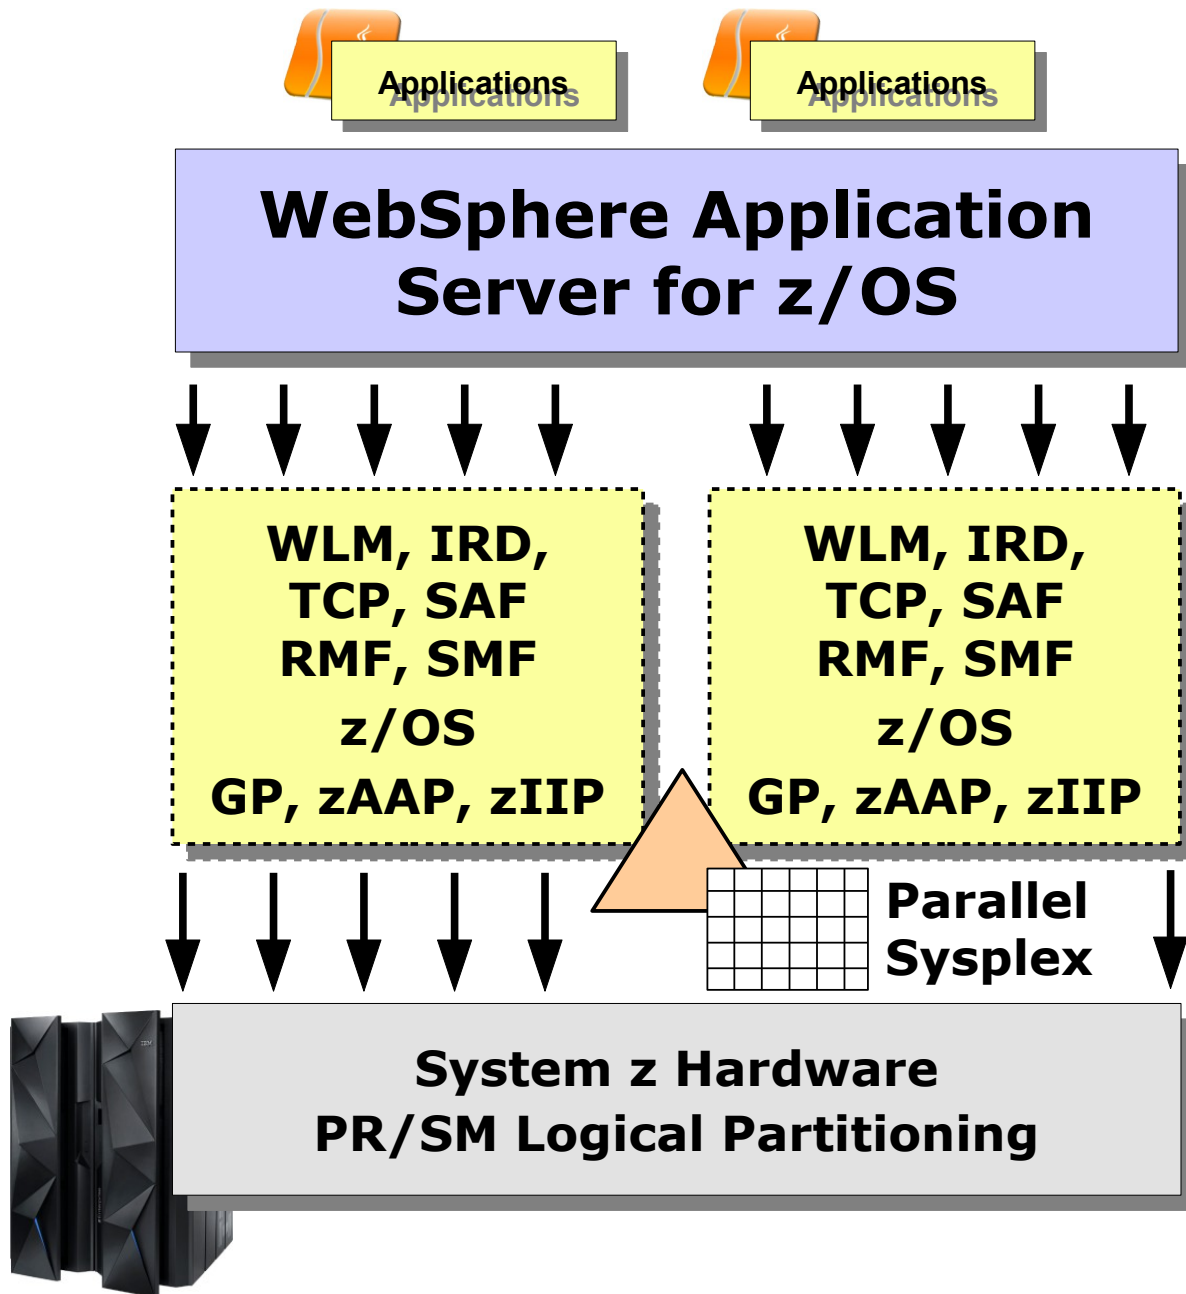 Applications
Applications
WebSphere Application
Server for z/OS
WLM, IRD,
TCP, SAF
RMF, SMF
z/OS
GP, zAAP, zIIP
WLM, IRD,
TCP, SAF
RMF, SMF
z/OS
GP, zAAP, zIIP
Parallel
Sysplex
System z Hardware
PR/SM Logical Partitioning
IBM